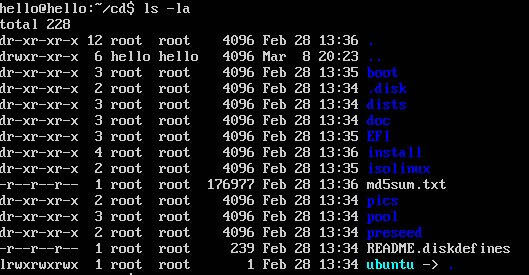 hello@hello:~/cd$ ls -la
total 228
dr-xr-xr-x 12 root  root    4096 Feb 28 13:36 .
drwxr-xr-x  6 hello hello   4096 Mar  8 20:23 ..
dr-xr-xr-x  3 root  root    4096 Feb 28 13:35 boot
dr-xr-xr-x  2 root  root    4096 Feb 28 13:34 .disk
dr-xr-xr-x  3 root  root    4096 Feb 28 13:34 dists
dr-xr-xr-x  3 root  root    4096 Feb 28 13:34 doc
dr-xr-xr-x  3 root  root    4096 Feb 28 13:35 EFI
dr-xr-xr-x  4 root  root    4096 Feb 28 13:36 install
dr-xr-xr-x  2 root  root    4096 Feb 28 13:35 isolinux
-r--r--r--  1 root  root  176977 Feb 28 13:36 md5sum.txt
dr-xr-xr-x  2 root  root    4096 Feb 28 13:34 pics
dr-xr-xr-x  3 root  root    4096 Feb 28 13:34 pool
dr-xr-xr-x  2 root  root    4096 Feb 28 13:34 preseed
-r--r--r--  1 root  root     239 Feb 28 13:34 README.diskdefines
lrwxrwxrwx  1 root  root       1 Feb 28 13:34 ubuntu -> .